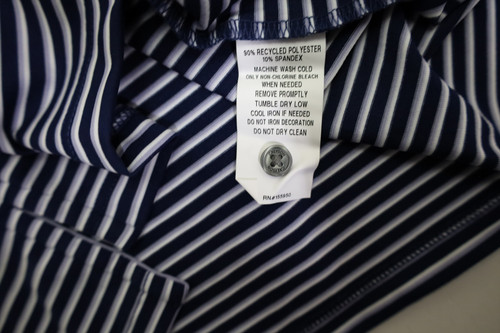 90% RECYCLED POLYESTER
10% SPANDEX
MACHINE WASH COLD
ONLY NON-CHLORINE BLEACH
WHEN NEEDED
REMOVE PROMPTLY
TUMBLE DRY LOW
COOL IRON IF NEEDED
DO NOT IRON DECORATION
DO NOT DRY CLEAN